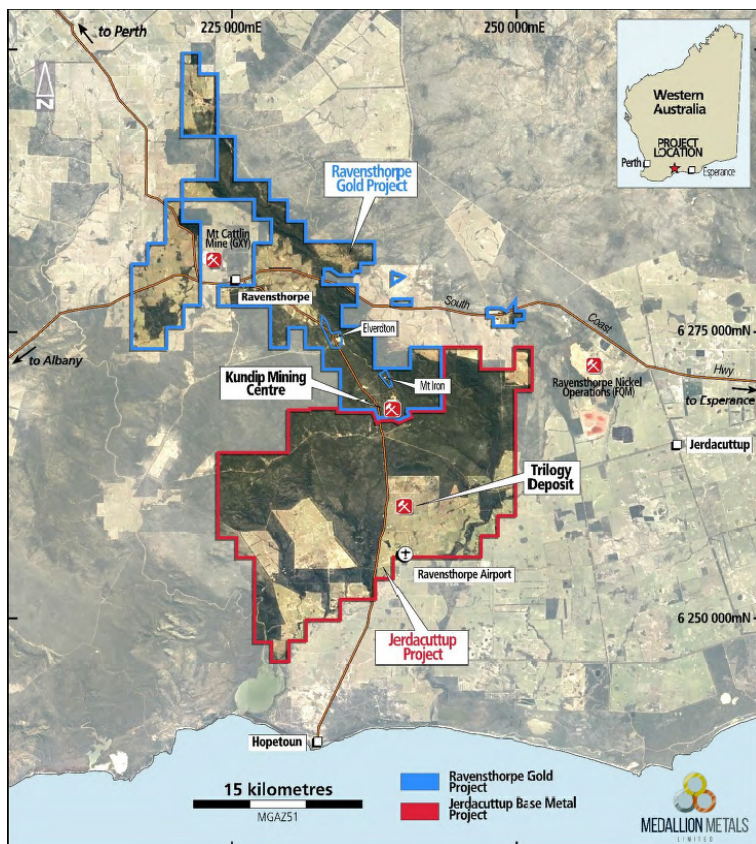 225 000mE
250 000mE
to Perth
N
Western
Australia
PROJECT
LOCATION
Perth
Esperance
Ravensthorpe
Gold Project
Mt Cattlin
Mine (GXY)
Ravensthorpe
South
Coast
Hwy
Elverdton
6 275 000mN
to Albany
Kundip Mining
Centre
Mt Iron
Ravensthorpe Nickel
Operations (FQM)
to Esperance
Jerdacuttup
Trilogy
Deposit
Ravensthorpe Airport
6 250 000mN
Jerdacuttup
Project
Hopetoun
15 kilometres
MGAZ51
Ravensthorpe Gold
Project
Jerdacuttup Base Metal
Project
MEDALLION METALS
LIMITED